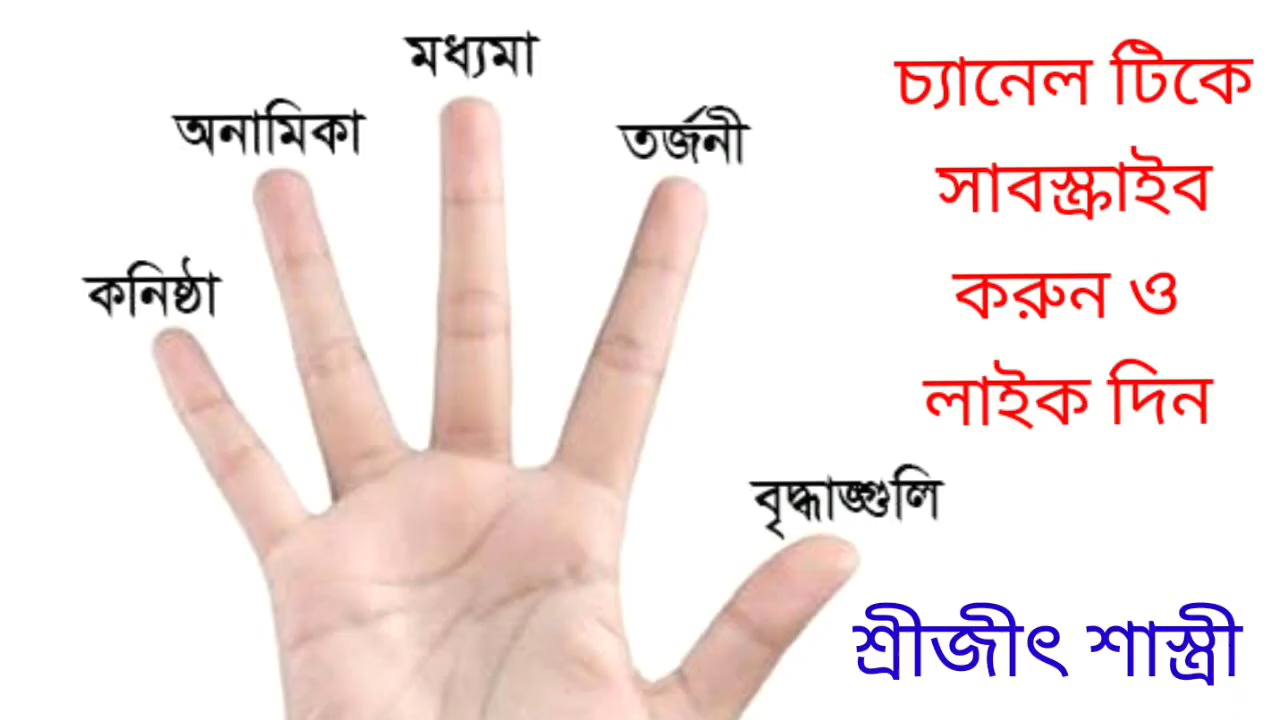 মধ্যমা
অনামিকা
তর্জনী
কনিষ্ঠা
বৃদ্ধাঙ্গুলি
চ্যানেল টিকে
সাবস্ক্রাইব
করুন ও
লাইক দিন
শ্রীজীৎ শাস্ত্রী